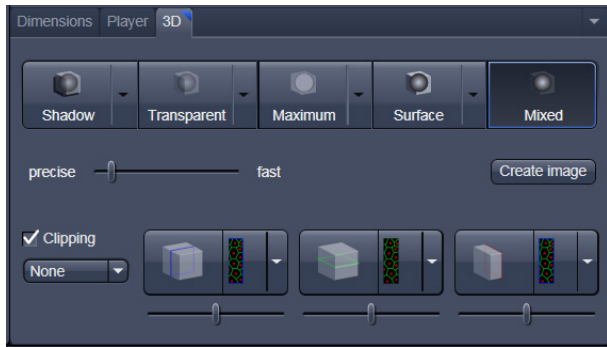 Dimensions Player 3D
Shadow Transparent Maximum Surface Mixed
precise fast Create image
Clipping
None